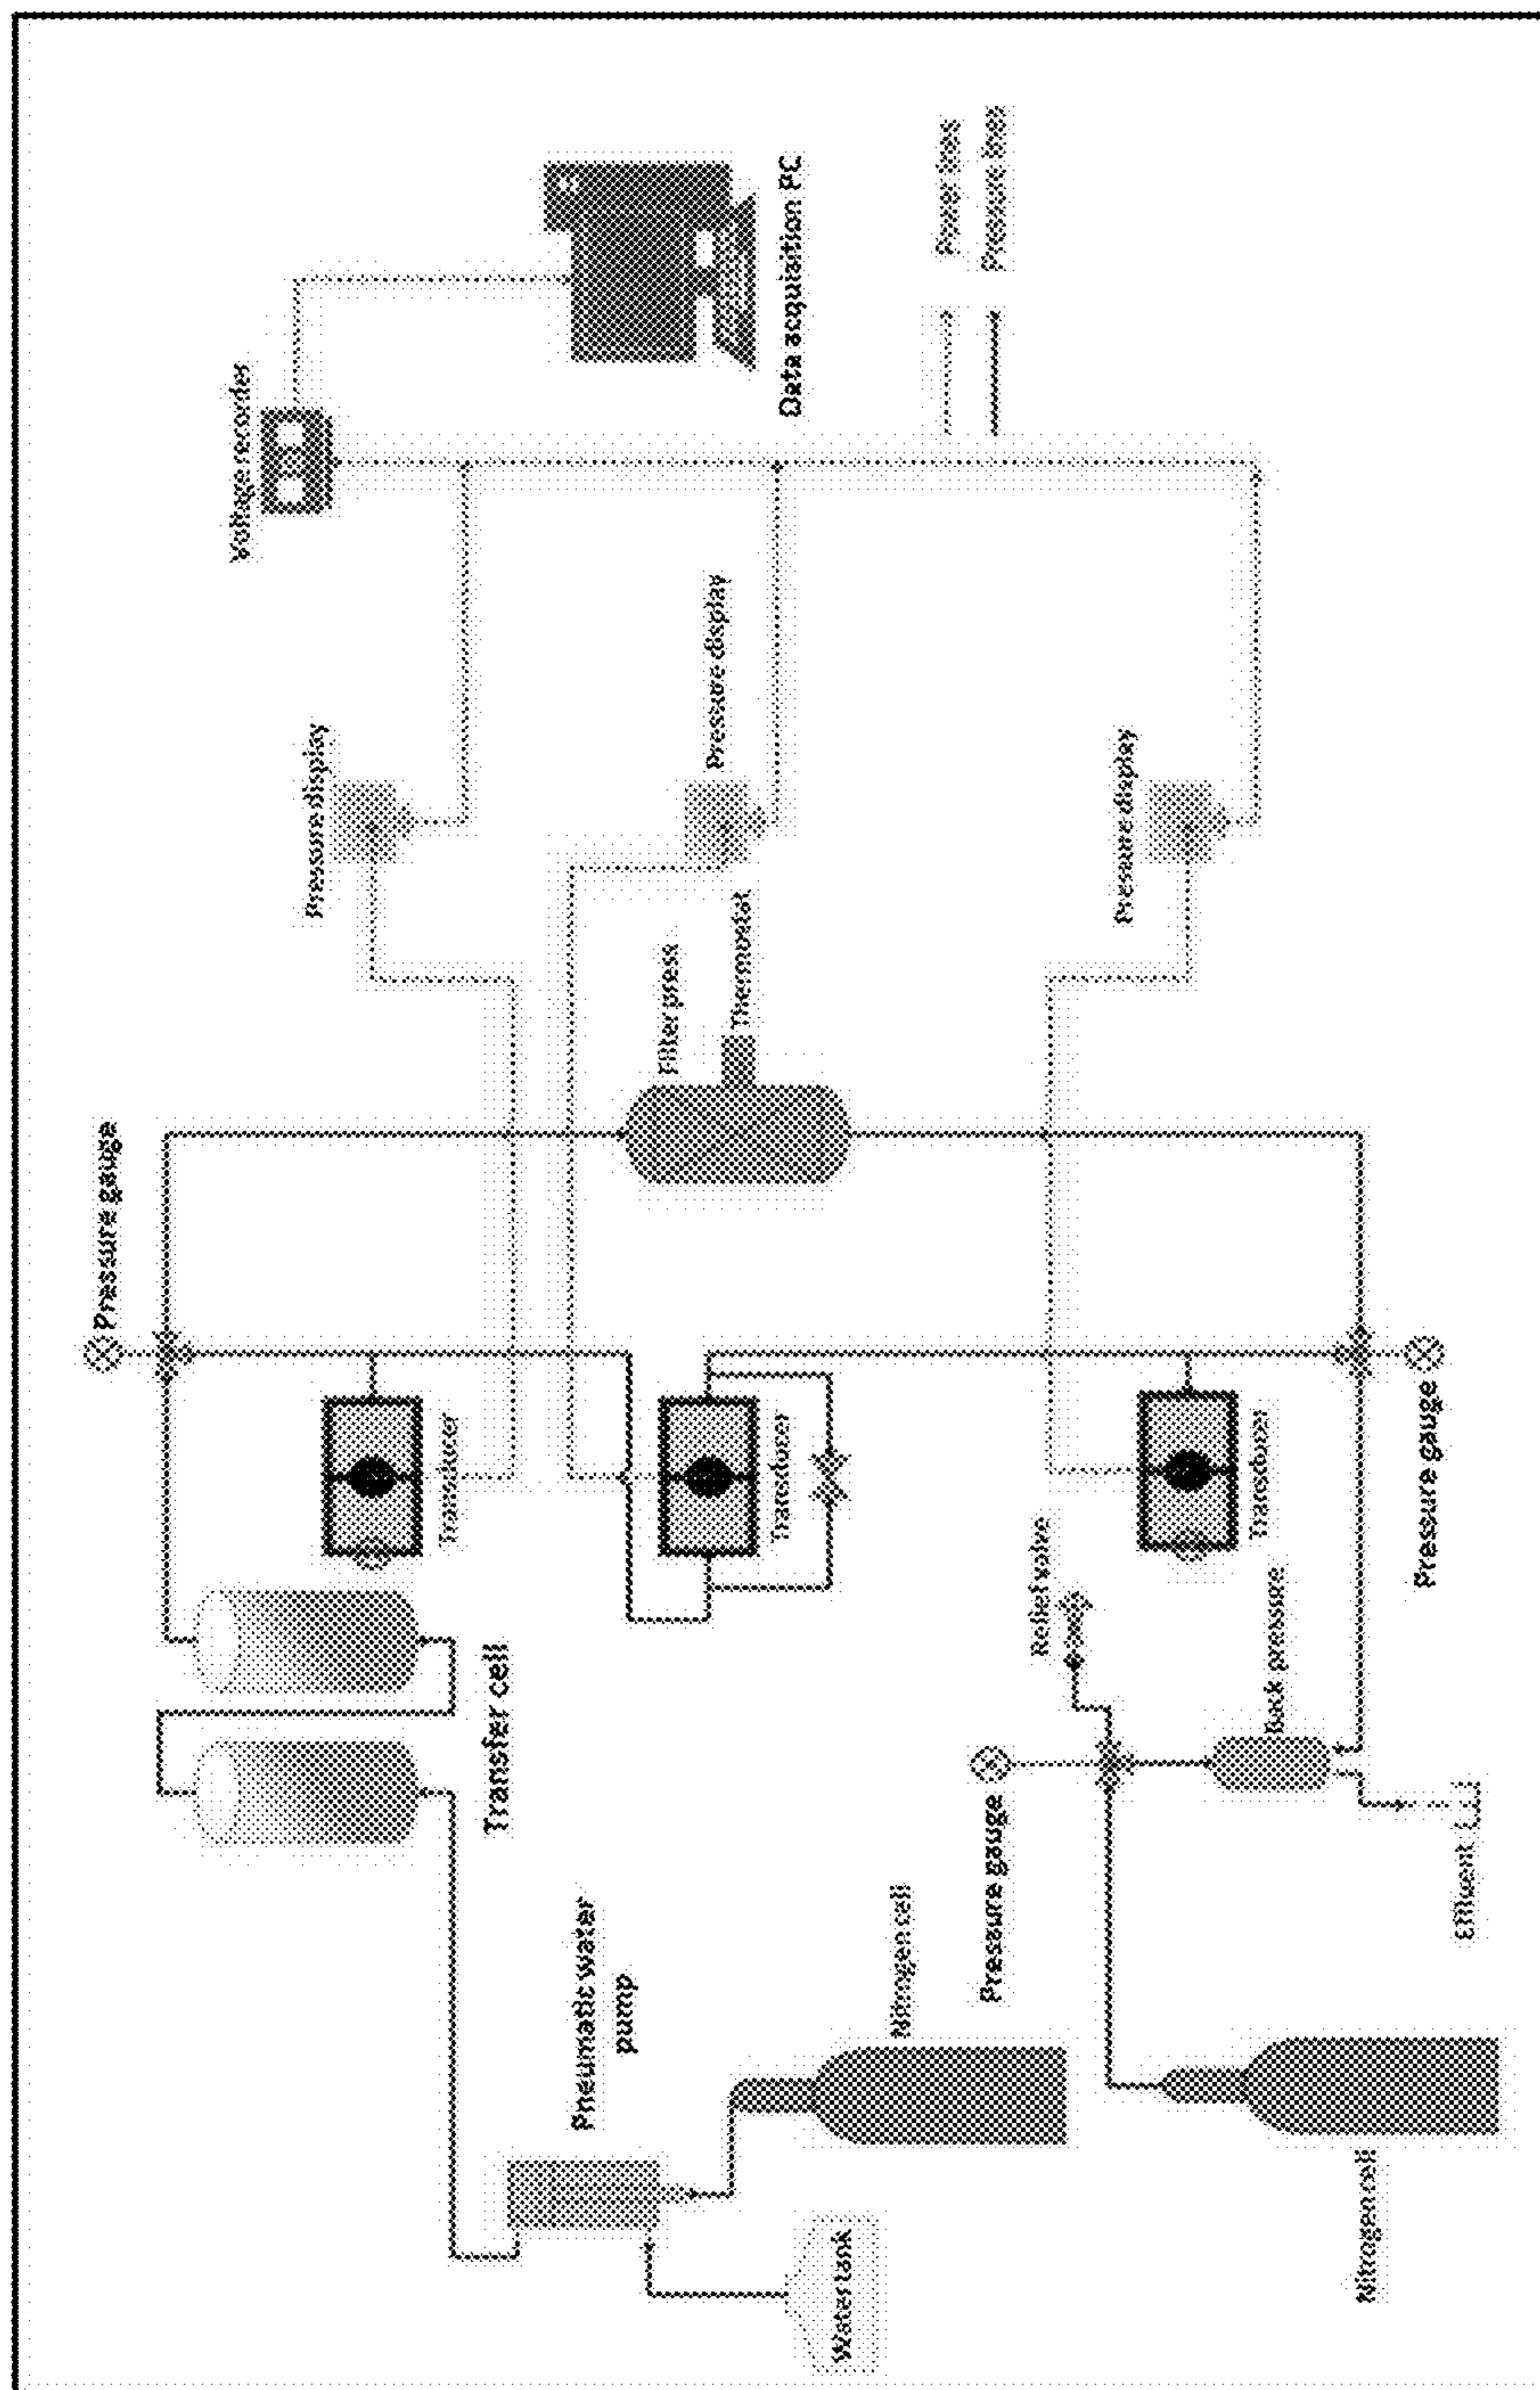 Pressure gauge
Voltage recorder
Pressure display
Transducer
Transfer cell
Data acquisition PC
Pressure display
Filter press
Thermostat
Transducer
Pneumatic water
pump
Power lines
Pressure lines
Nitrogen cell
Water tank
Pressure display
Relief valve
Pressure gauge
Transducer
Back pressure
Pressure gauge
Effluent
Nitrogen cell